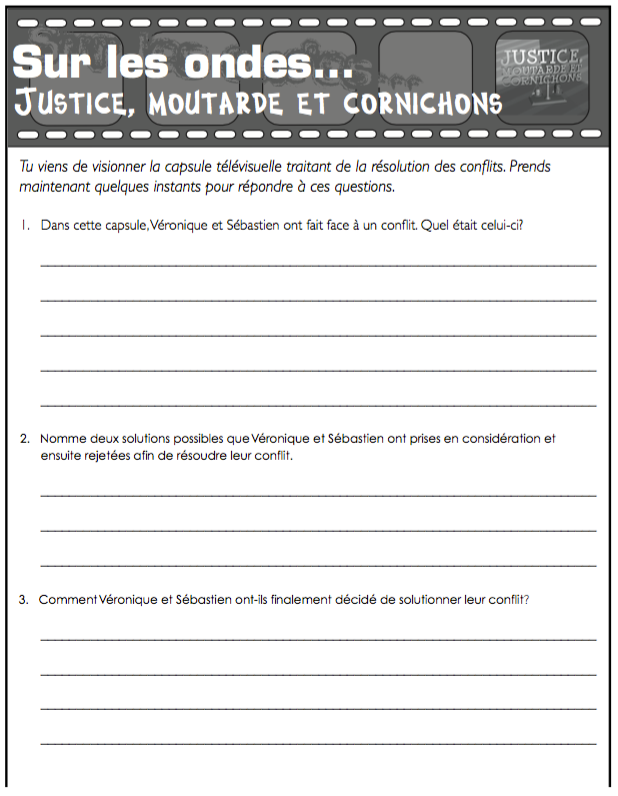 Sur les ondes...
JUSTICE, MOUTARDE ET CORNICHONS
JUSTICE,
MOUTARDE ET
CORNICHONS
Tu viens de visionner la capsule télévisuelle traitant de la résolution des conflits. Prends
maintenant quelques instants pour répondre à ces questions.
1. Dans cette capsule, Véronique et Sébastien ont fait face à un conflit. Quel était celui-ci?
2. Nomme deux solutions possibles que Véronique et Sébastien ont prises en considération et
ensuite rejetées afin de résoudre leur conflit.
3. Comment Véronique et Sébastien ont-ils finalement décidé de solutionner leur conflit?